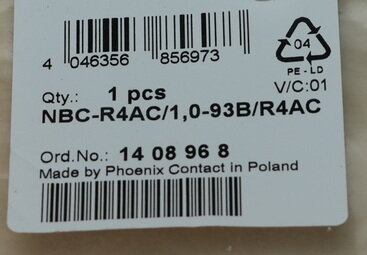 4 046356 856973
04
PE - LD
Qty.: 1 pcs
V/C:01
NBC-R4AC/1,0-93B/R4AC
Ord.No.: 14 08 96 8
Made by Phoenix Contact in Poland